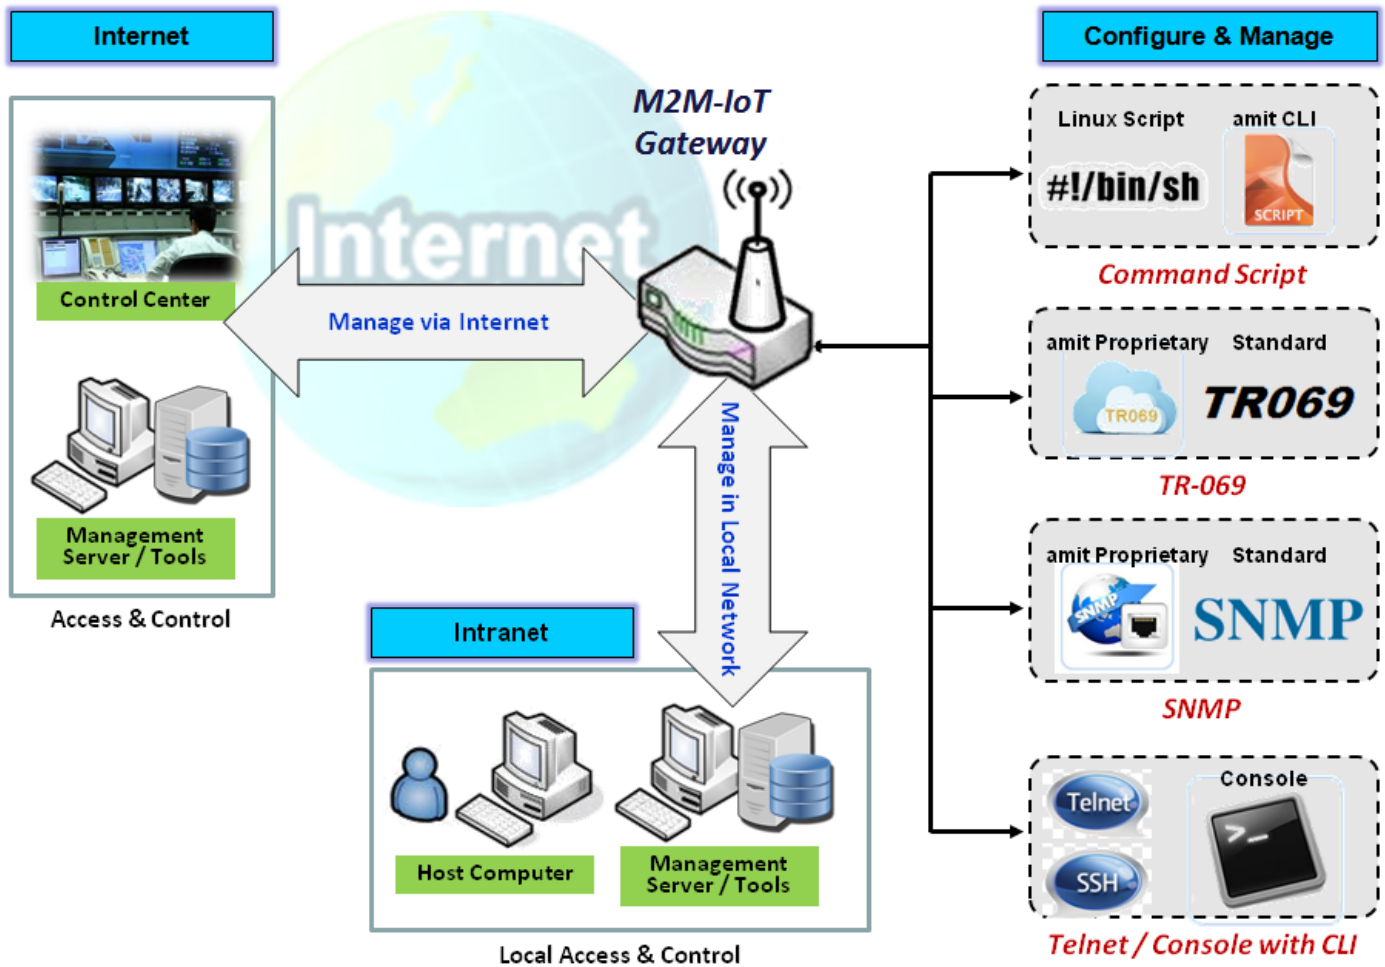 Internet
Configure & Manage
M2M-IoT
Gateway
Internet
Control Center
Manage via Internet
Management
Server / Tools
Access & Control
Manage in Local Network
Intranet
Host Computer
Management
Server / Tools
Local Access & Control
Linux Script
amit CLI
#!/bin/sh
SCRIPT
Command Script
amit Proprietary
Standard
TR069
TR069
TR-069
amit Proprietary
Standard
SNMP
SNMP
SNMP
Telnet
Console
>_
SSH
Telnet / Console with CLI